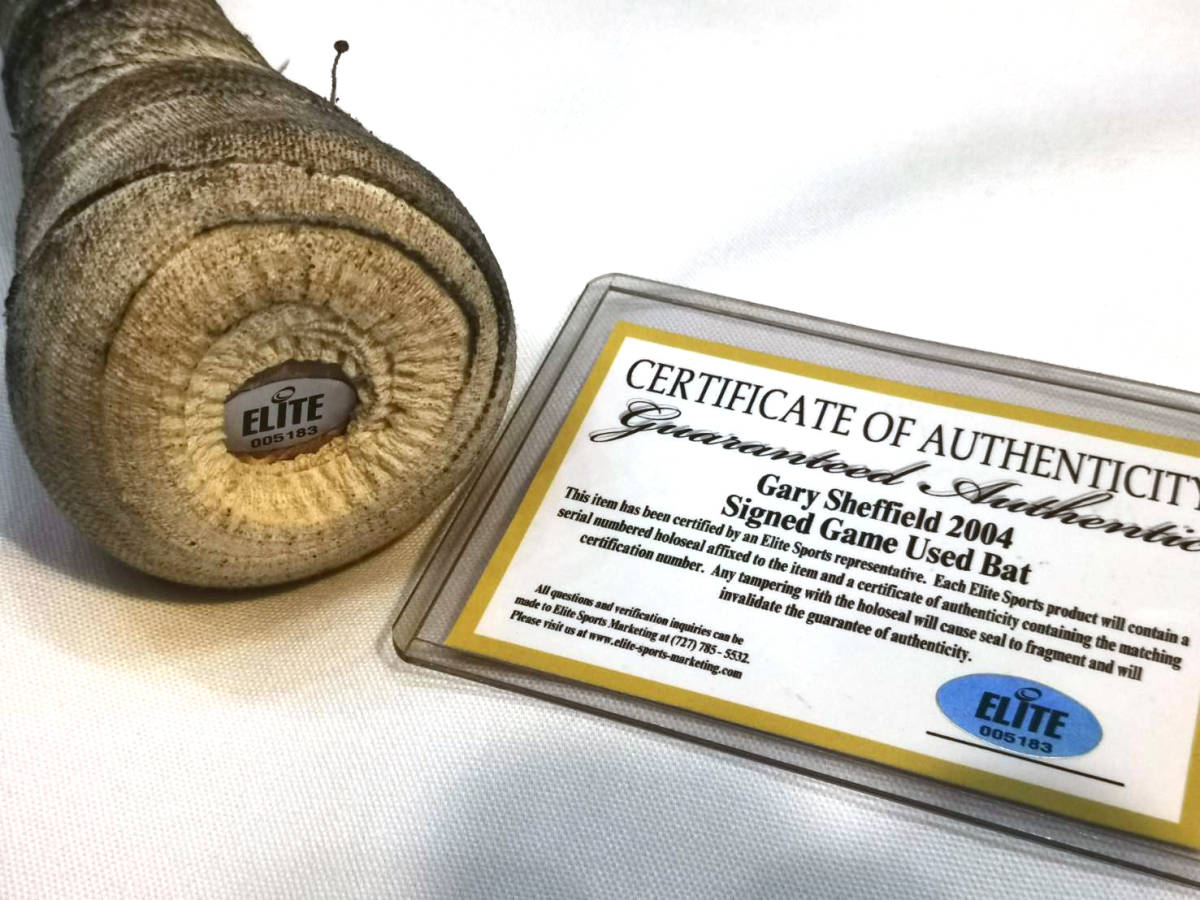 ELITE
005183
CERTIFICATE OF AUTHENTICITY
Guaranteed Authentic
Gary Sheffield 2004
Signed Game Used Bat
This item has been certified by an Elite Sports representative. Each Elite Sports product will contain a
serial numbered holoseal affixed to the item and a certificate of authenticity containing the matching
certification number. Any tampering with the holoseal will cause seal to fragment and will
invalidate the guarantee of authenticity.
All questions and verification inquiries can be
made to Elite Sports Marketing at (727) 785 - 5532.
Please visit us at www.elite-sports-marketing.com
ELITE
005183